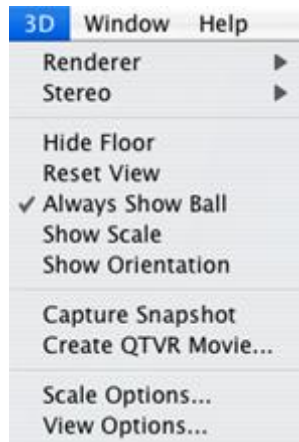 3D Window Help
Renderer
Stereo
Hide Floor
Reset View
Always Show Ball
Show Scale
Show Orientation
Capture Snapshot
Create QTVR Movie...
Scale Options...
View Options...